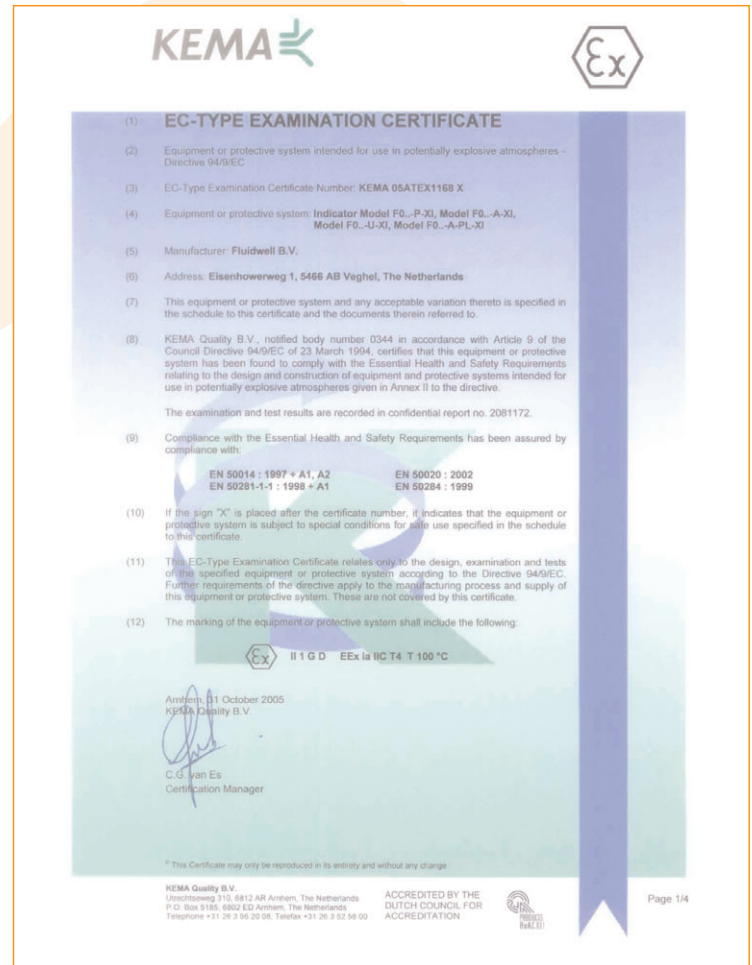 KEMA
Ex
(1) EC-TYPE EXAMINATION CERTIFICATE
(2) Equipment or protective system intended for use in potentially explosive atmospheres –
Directive 94/9/EC
(3) EC-Type Examination Certificate Number: KEMA 05ATEX1168 X
(4) Equipment or protective system: Indicator Model F0..-P-XI, Model F0..-A-XI,
Model F0..-U-XI, Model F0..-A-PL-XI
(5) Manufacturer: Fluidwell B.V.
(6) Address: Eisenhowerweg 1, 5466 AB Veghel, The Netherlands
(7) This equipment or protective system and any acceptable variation thereto is specified in
the schedule to this certificate and the documents therein referred to.
(8) KEMA Quality B.V., notified body number 0344 in accordance with Article 9 of the
Council Directive 94/9/EC of 23 March 1994, certifies that this equipment or protective
system has been found to comply with the Essential Health and Safety Requirements
relating to the design and construction of equipment and protective systems intended for
use in potentially explosive atmospheres given in Annex II to the directive.
The examination and test results are recorded in confidential report no. 2081172.
(9) Compliance with the Essential Health and Safety Requirements has been assured by
compliance with:
EN 50014 : 1997 + A1, A2 EN 50020 : 2002
EN 50281-1-1 : 1998 + A1 EN 50284 : 1999
(10) If the sign "X" is placed after the certificate number, it indicates that the equipment or
protective system is subject to special conditions for safe use specified in the schedule
to this certificate.
(11) This EC-Type Examination Certificate relates only to the design, examination and tests
of the specified equipment or protective system according to the Directive 94/9/EC.
Further requirements of the directive apply to the manufacturing process and supply of
this equipment or protective system. These are not covered by this certificate.
(12) The marking of the equipment or protective system shall include the following:
Ex II 1 G D EEx ia IIC T4 T 100 °C
Arnhem, 31 October 2005
KEMA Quality B.V.
C.G. van Es
Certification Manager
© This Certificate may only be reproduced in its entirety and without any change
KEMA Quality B.V.
Utrechtseweg 310, 6812 AR Arnhem, The Netherlands
P.O. Box 5185, 6802 ED Arnhem, The Netherlands
Telephone +31 26 3 56 20 08, Telefax +31 26 3 52 58 00
ACCREDITED BY THE
DUTCH COUNCIL FOR
ACCREDITATION
PRODUCTS
Page 1/4